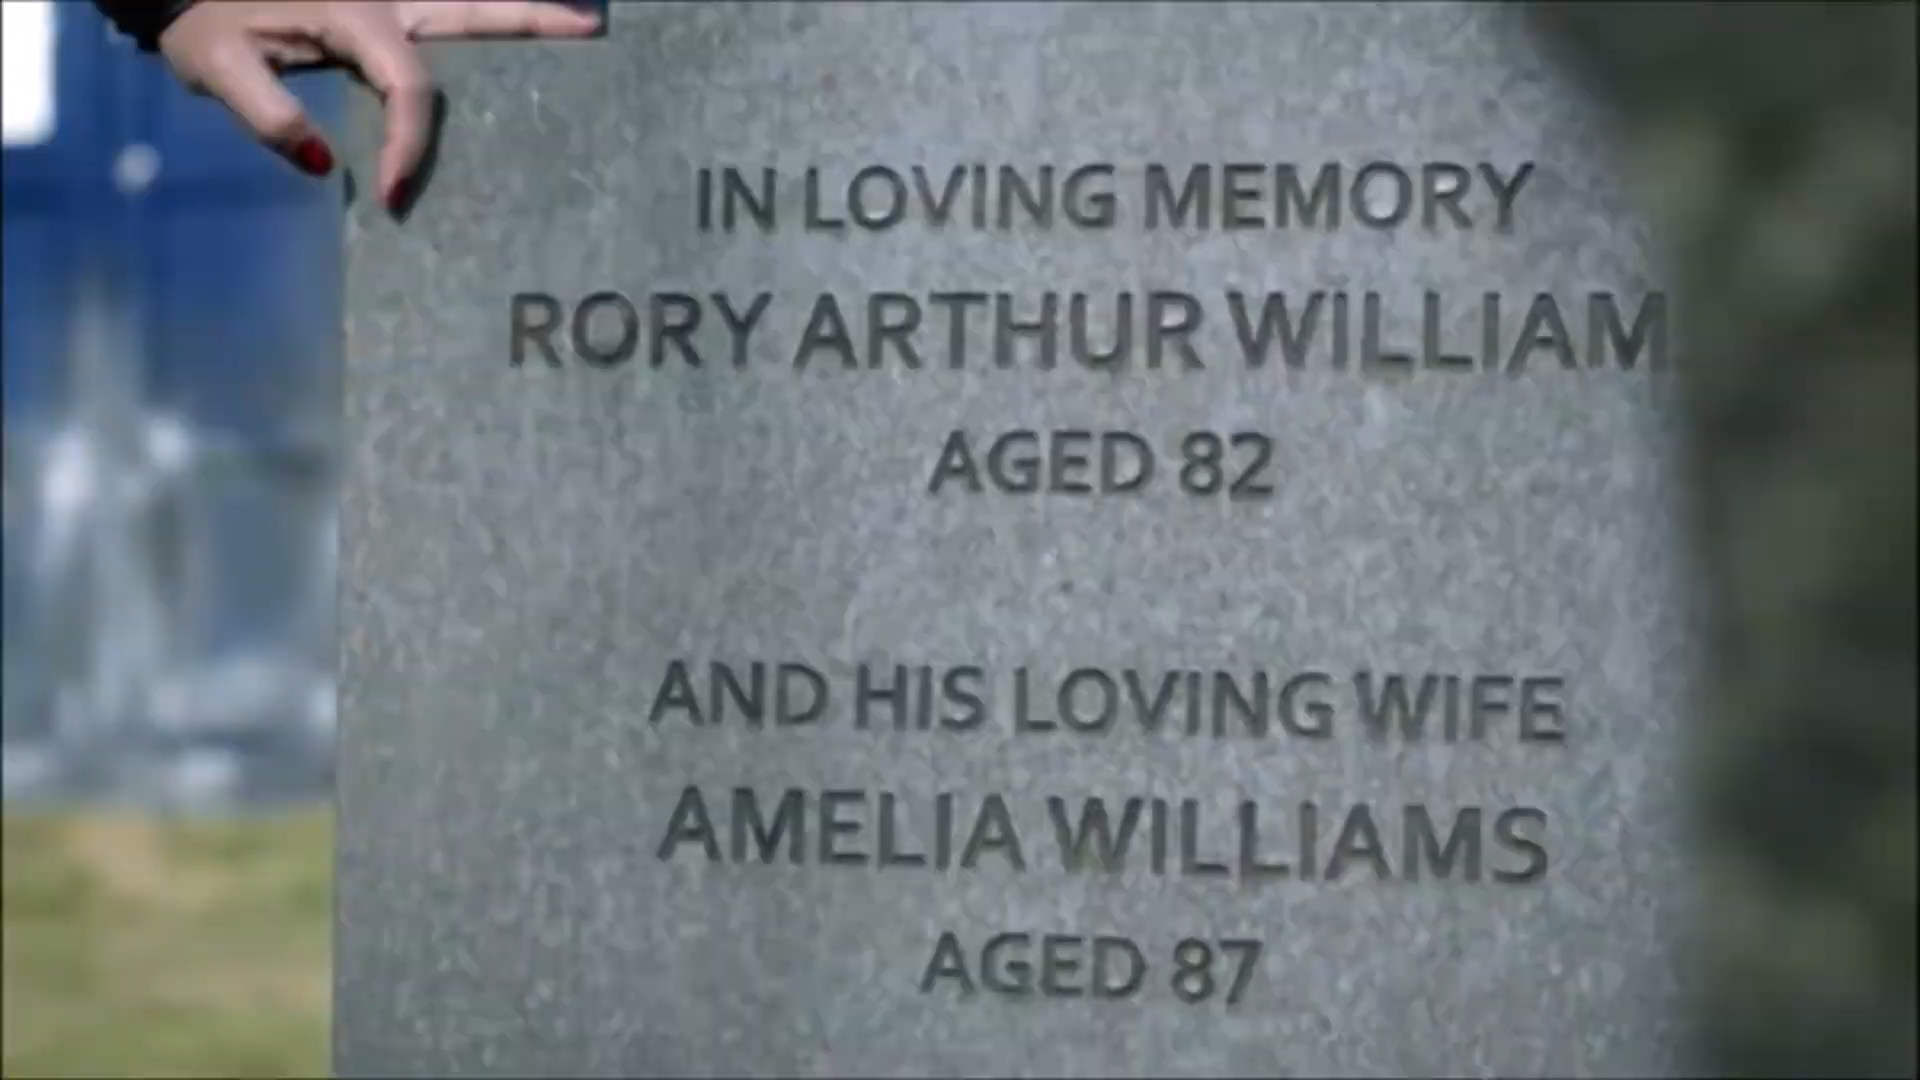 IN LOVING MEMORY
RORY ARTHUR WILLIAM
AGED 82
AND HIS LOVING WIFE
AMELIA WILLIAMS
AGED 87